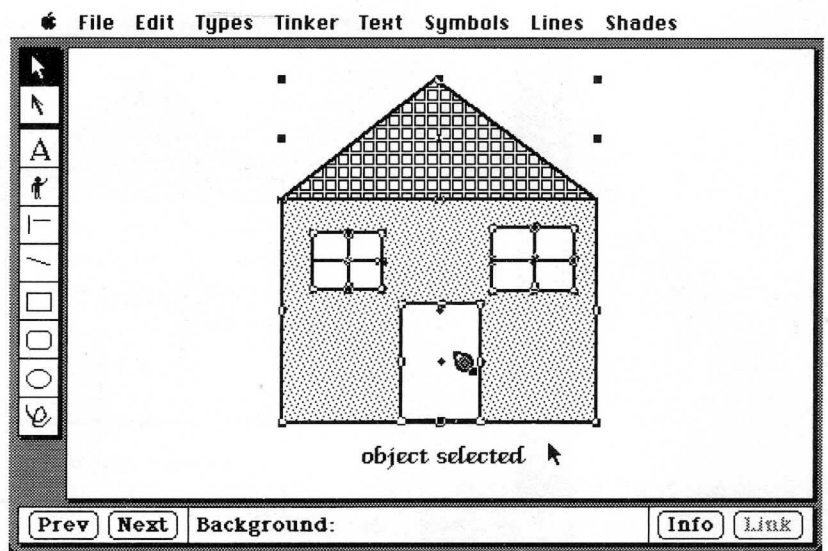 File Edit Types Tinker Text Symbols Lines Shades
A
object selected
Prev Next Background: Info Link